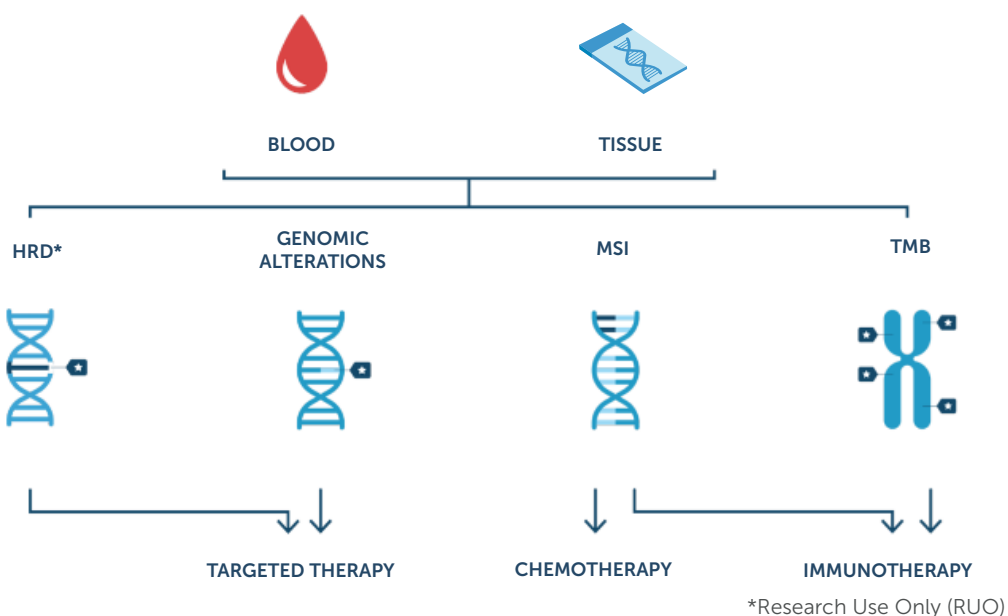 BLOOD
TISSUE
HRD*
GENOMIC
ALTERATIONS
MSI
TMB
TARGETED THERAPY
CHEMOTHERAPY
IMMUNOTHERAPY
*Research Use Only (RUO)